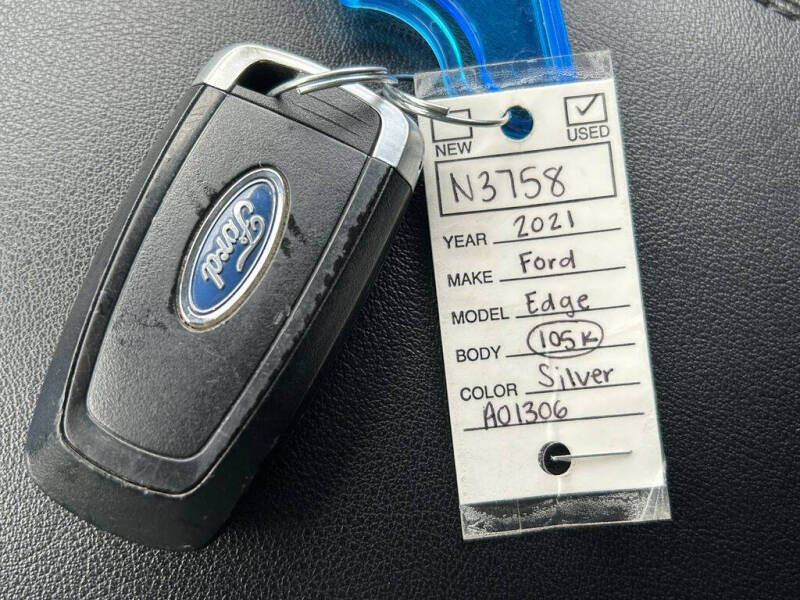 Ford
NEW USED
N3758
YEAR 2021
MAKE Ford
MODEL Edge
BODY 105K
COLOR Silver
A01306